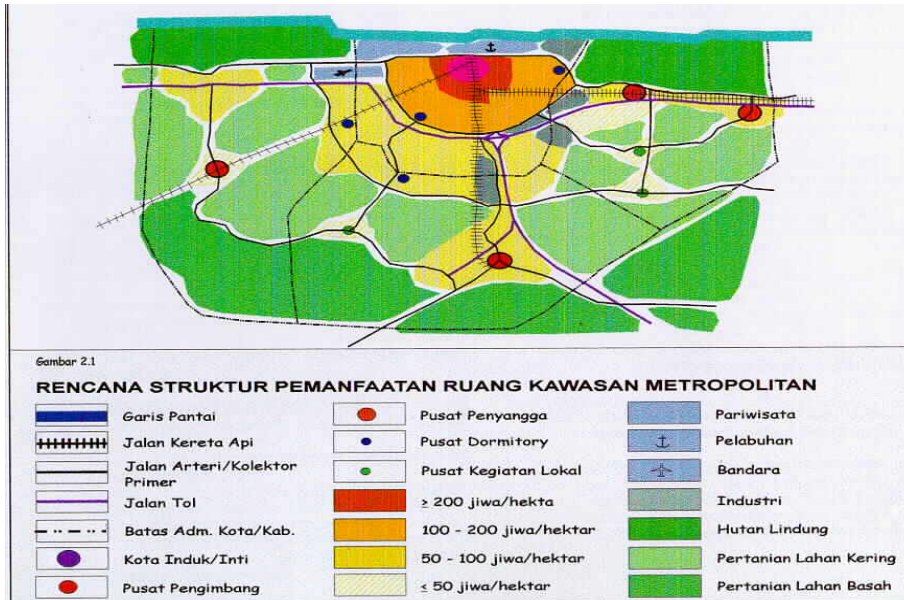 Gambar 2.1
RENCANA STRUKTUR PEMANFAATAN RUANG KAWASAN METROPOLITAN
Garis Pantai
Jalan Kereta Api
Jalan Arteri/Kolektor
Primer
Jalan Tol
Batas Adm. Kota/Kab.
Kota Induk/Inti
Pusat Pengimbang
Pusat Penyangga
Pusat Dormitory
Pusat Kegiatan Lokal
≥ 200 jiwa/hekta
100 - 200 jiwa/hektar
50 - 100 jiwa/hektar
≤ 50 jiwa/hektar
Pariwisata
Pelabuhan
Bandara
Industri
Hutan Lindung
Pertanian Lahan Kering
Pertanian Lahan Basah